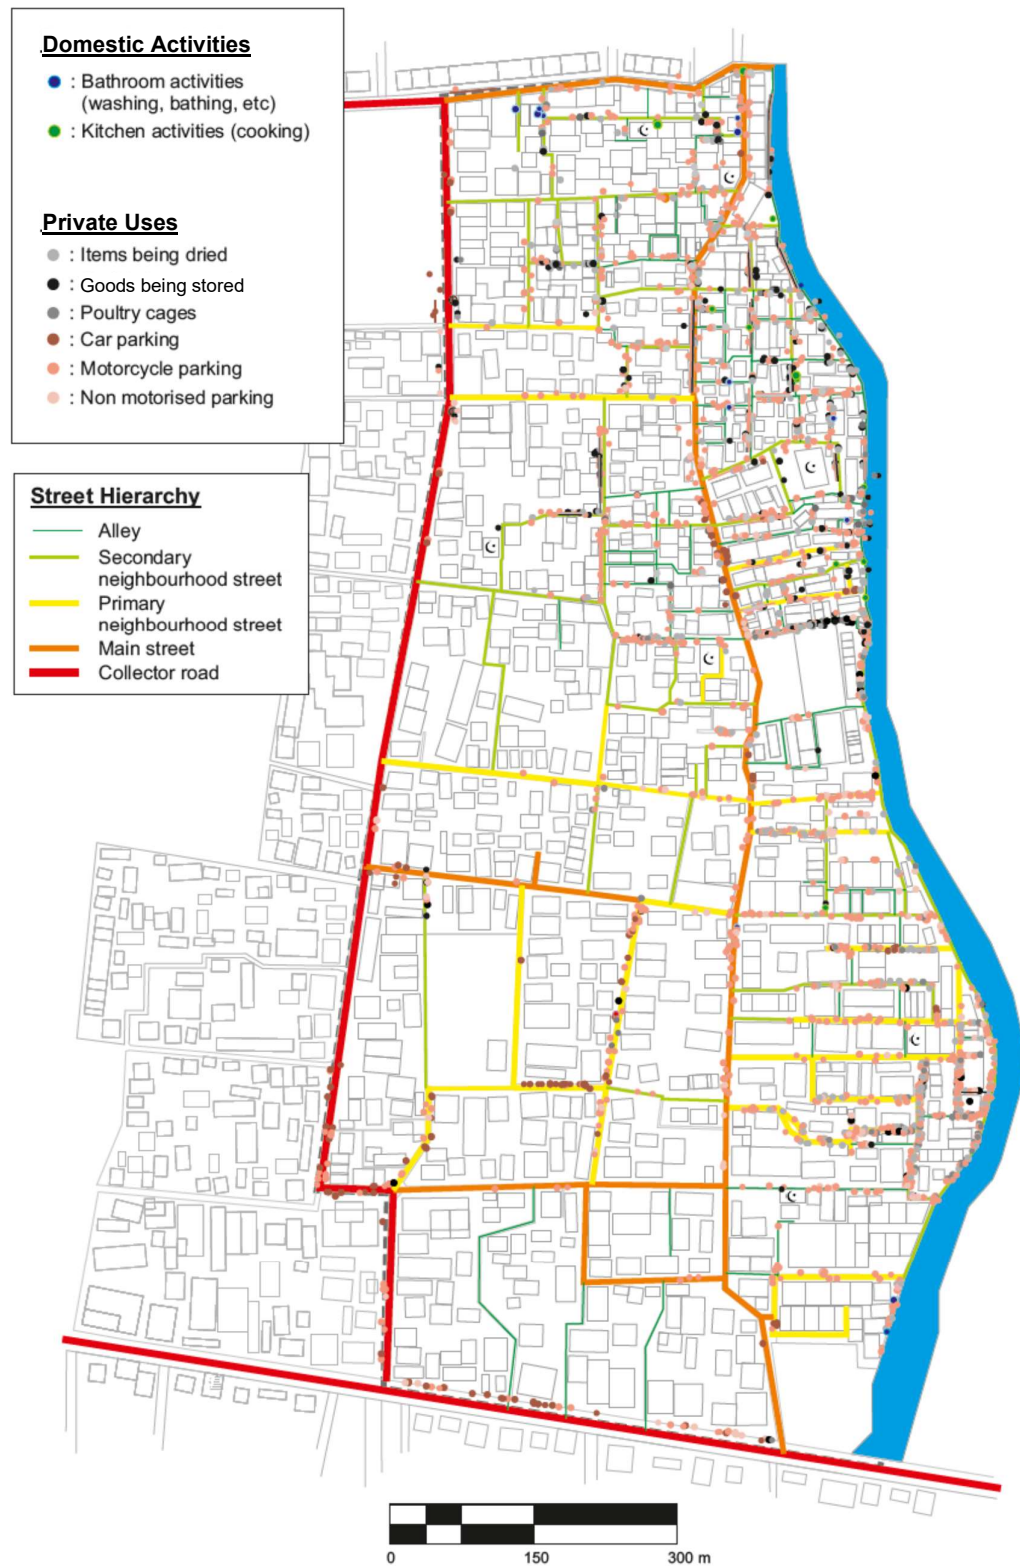 Domestic Activities
: Bathroom activities
(washing, bathing, etc)
: Kitchen activities (cooking)
Private Uses
: Items being dried
: Goods being stored
: Poultry cages
: Car parking
: Motorcycle parking
: Non motorised parking
Street Hierarchy
Alley
Secondary
neighbourhood street
Primary
neighbourhood street
Main street
Collector road
0 150 300 m